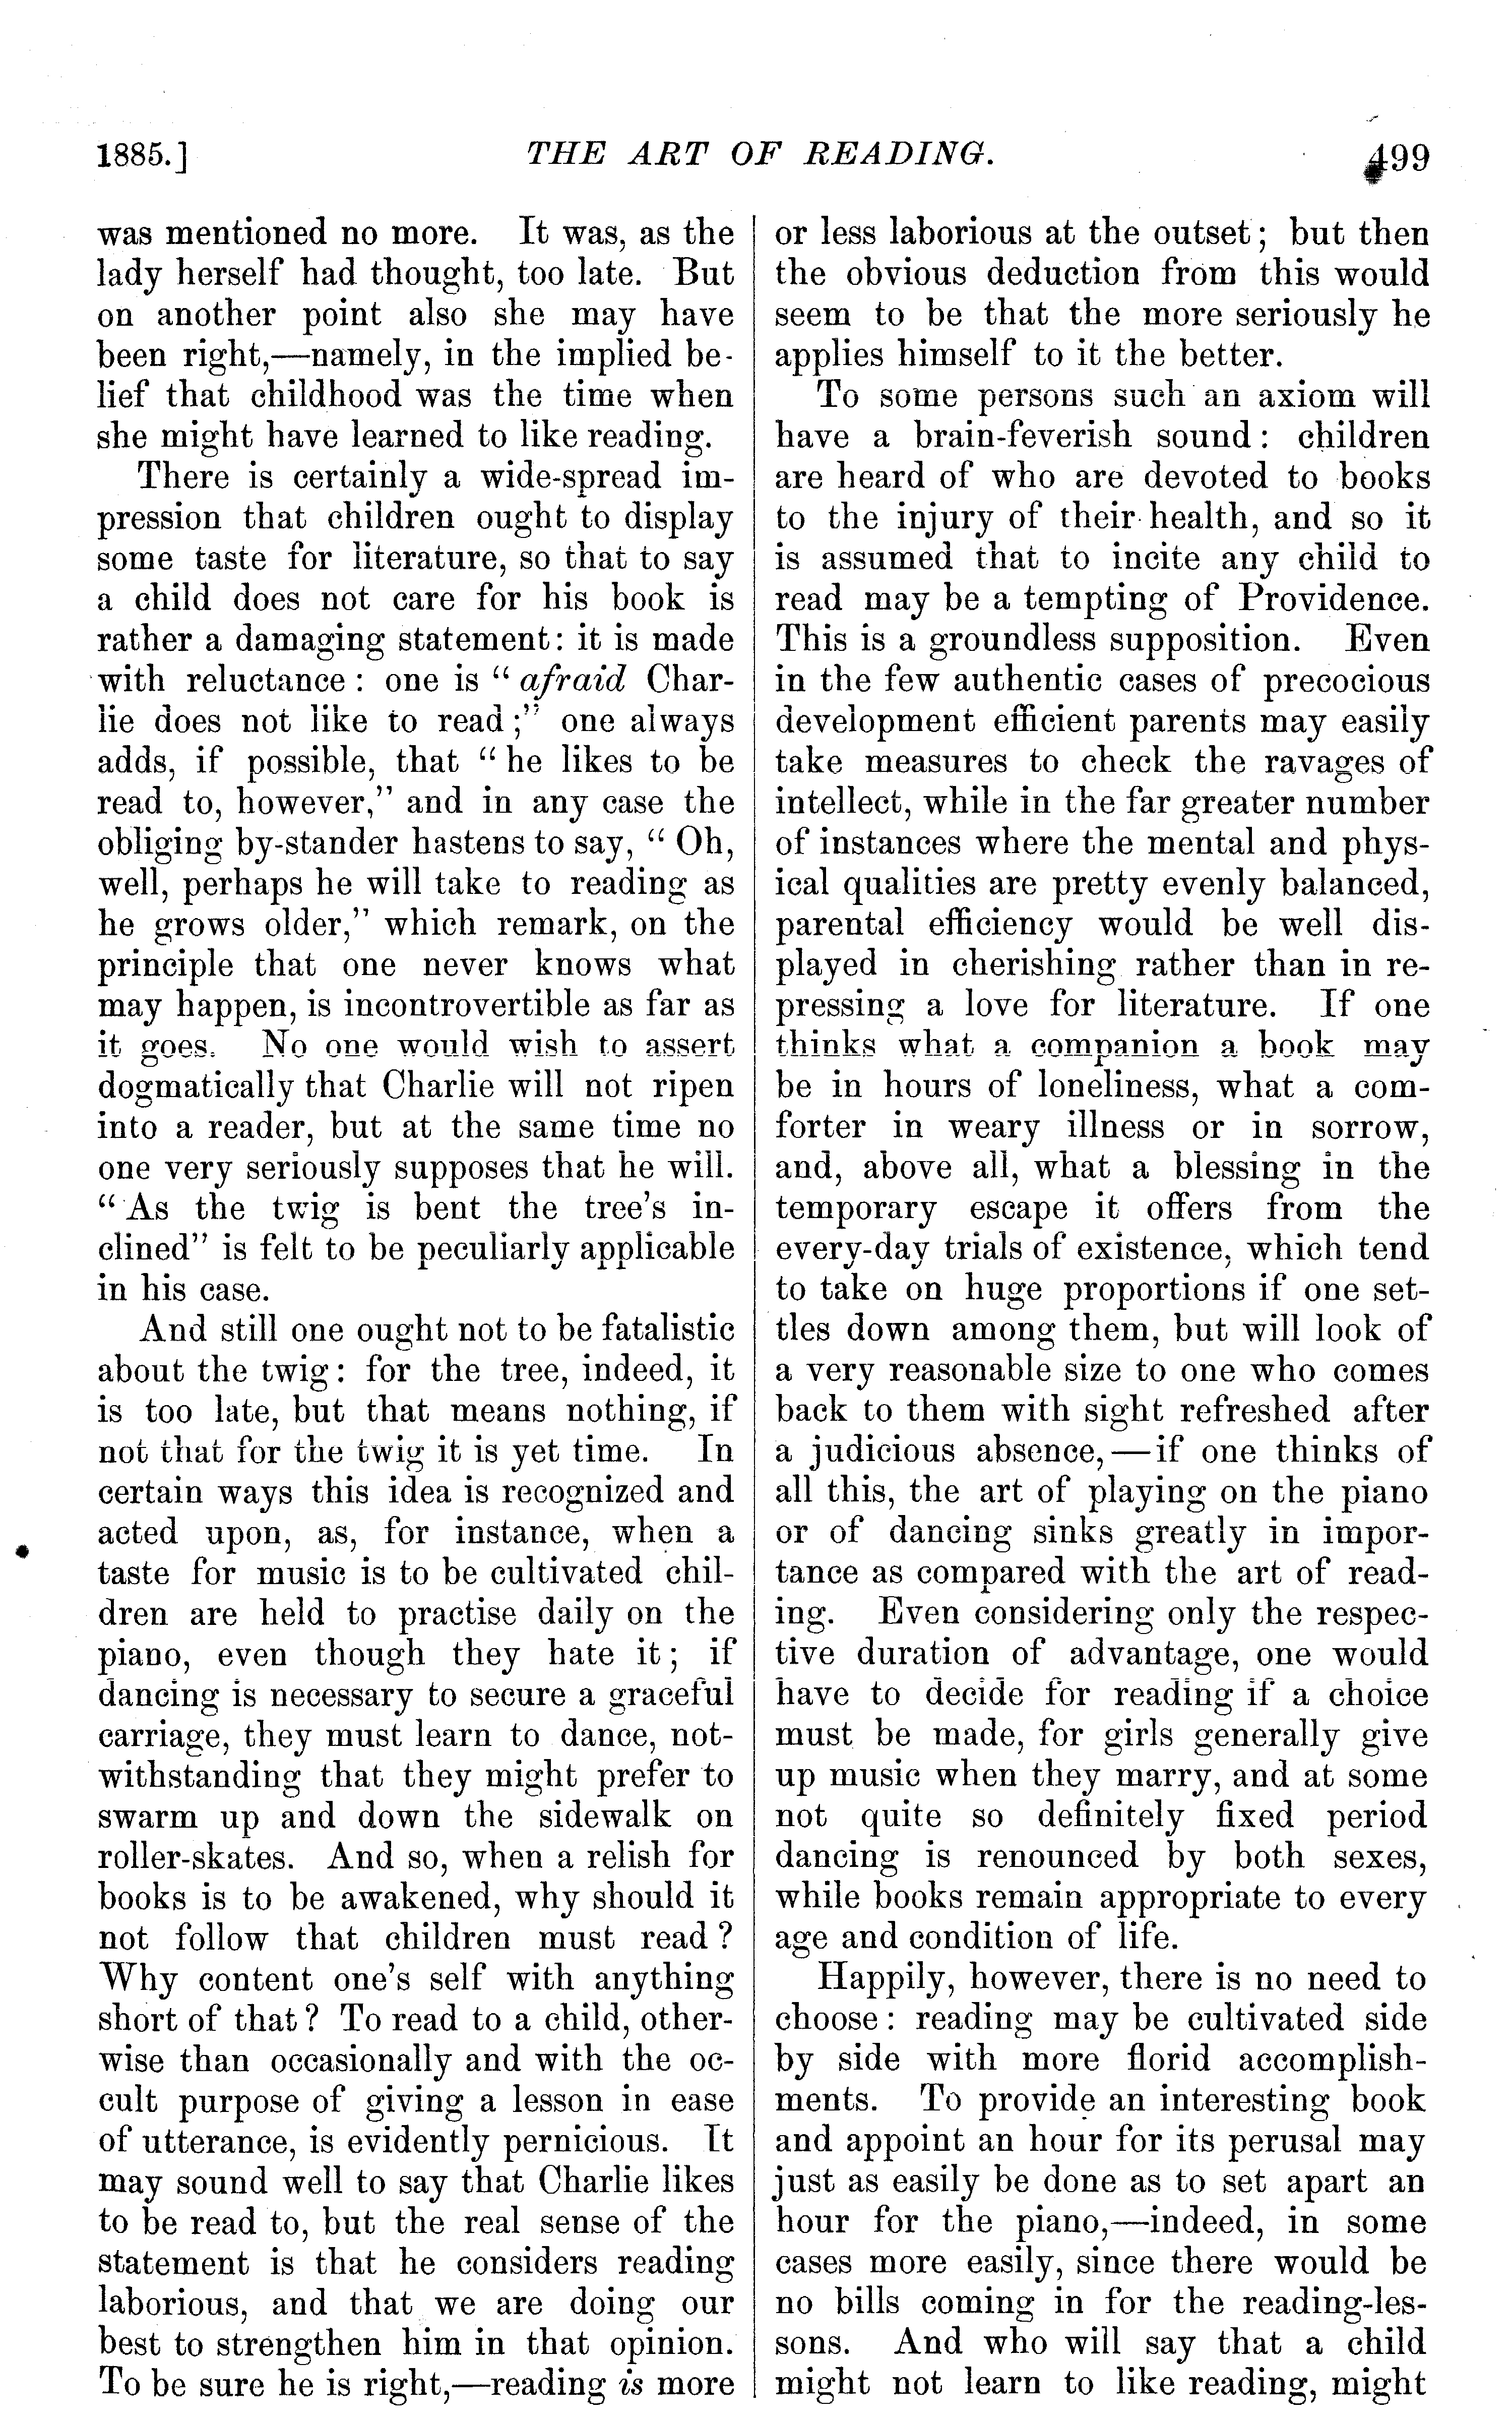 1885.] THE ART OF READING. 499
was mentioned no more. It was, as the
lady herself had thought, too late. But
on another point also she may have
been right,—namely, in the implied be-
lief that childhood was the time when
she might have learned to like reading.
There is certainly a wide-spread im-
pression that children ought to display
some taste for literature, so that to say
a child does not care for his book is
rather a damaging statement: it is made
with reluctance: one is "afraid Char-
lie does not like to read;" one always
adds, if possible, that "he likes to be
read to, however," and in any case the
obliging by-stander hastens to say, "Oh,
well, perhaps he will take to reading as
he grows older," which remark, on the
principle that one never knows what
may happen, is incontrovertible as far as
it goes. No one would wish to assert
dogmatically that Charlie will not ripen
into a reader, but at the same time no
one very seriously supposes that he will.
"As the twig is bent the tree's in-
clined" is felt to be peculiarly applicable
in his case.
And still one ought not to be fatalistic
about the twig: for the tree, indeed, it
is too late, but that means nothing, if
not that for the twig it is yet time. In
certain ways this idea is recognized and
acted upon, as, for instance, when a
taste for music is to be cultivated chil-
dren are held to practise daily on the
piano, even though they hate it; if
dancing is necessary to secure a graceful
carriage, they must learn to dance, not-
withstanding that they might prefer to
swarm up and down the sidewalk on
roller-skates. And so, when a relish for
books is to be awakened, why should it
not follow that children must read?
Why content one's self with anything
short of that? To read to a child, other-
wise than occasionally and with the oc-
cult purpose of giving a lesson in ease
of utterance, is evidently pernicious. It
may sound well to say that Charlie likes
to be read to, but the real sense of the
statement is that he considers reading
laborious, and that we are doing our
best to strengthen him in that opinion.
To be sure he is right,—reading is more
or less laborious at the outset; but then
the obvious deduction from this would
seem to be that the more seriously he
applies himself to it the better.
To some persons such an axiom will
have a brain-feverish sound: children
are heard of who are devoted to books
to the injury of their health, and so it
is assumed that to incite any child to
read may be a tempting of Providence.
This is a groundless supposition. Even
in the few authentic cases of precocious
development efficient parents may easily
take measures to check the ravages of
intellect, while in the far greater number
of instances where the mental and phys-
ical qualities are pretty evenly balanced,
parental efficiency would be well dis-
played in cherishing rather than in re-
pressing a love for literature. If one
thinks what a companion a book may
be in hours of loneliness, what a com-
forter in weary illness or in sorrow,
and, above all, what a blessing in the
temporary escape it offers from the
every-day trials of existence, which tend
to take on huge proportions if one set-
tles down among them, but will look of
a very reasonable size to one who comes
back to them with sight refreshed after
a judicious absence,—if one thinks of
all this, the art of playing on the piano
or of dancing sinks greatly in impor-
tance as compared with the art of read-
ing. Even considering only the respec-
tive duration of advantage, one would
have to decide for reading if a choice
must be made, for girls generally give
up music when they marry, and at some
not quite so definitely fixed period
dancing is renounced by both sexes,
while books remain appropriate to every
age and condition of life.
Happily, however, there is no need to
choose: reading may be cultivated side
by side with more florid accomplish-
ments. To provide an interesting book
and appoint an hour for its perusal may
just as easily be done as to set apart an
hour for the piano,—indeed, in some
cases more easily, since there would be
no bills coming in for the reading-les-
sons. And who will say that a child
might not learn to like reading, might